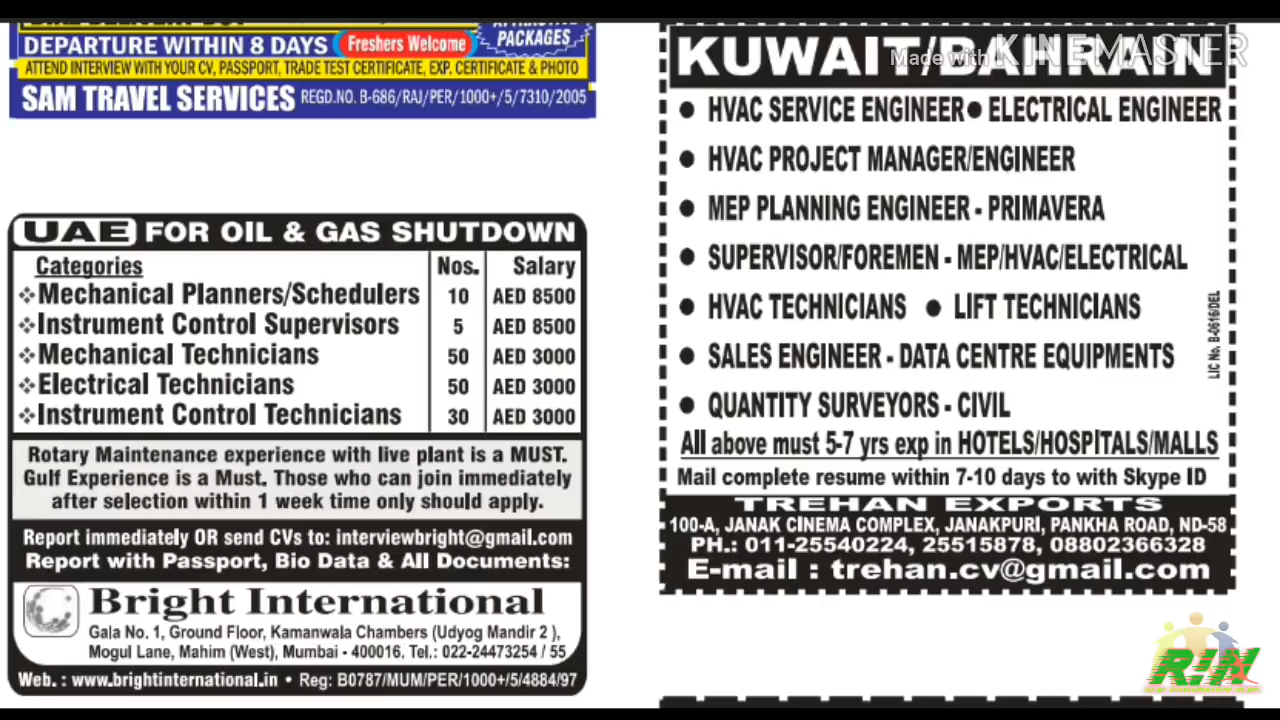 ATTRACTIVE
PACKAGES
DEPARTURE WITHIN 8 DAYS Freshers Welcome
ATTEND INTERVIEW WITH YOUR CV, PASSPORT, TRADE TEST CERTIFICATE, EXP. CERTIFICATE & PHOTO
SAM TRAVEL SERVICES REGD.NO. B-686/RAJ/PER/1000+/5/7310/2005
UAE FOR OIL & GAS SHUTDOWN
Categories Nos. Salary
❖Mechanical Planners/Schedulers 10 AED 8500
❖Instrument Control Supervisors 5 AED 8500
❖Mechanical Technicians 50 AED 3000
❖Electrical Technicians 50 AED 3000
❖Instrument Control Technicians 30 AED 3000
Rotary Maintenance experience with live plant is a MUST.
Gulf Experience is a Must. Those who can join immediately
after selection within 1 week time only should apply.
Report immediately OR send CVs to: interviewbright@gmail.com
Report with Passport, Bio Data & All Documents:
Bright International
Gala No. 1, Ground Floor, Kamanwala Chambers (Udyog Mandir 2 ),
Mogul Lane, Mahim (West), Mumbai - 400016. Tel.: 022-24473254 / 55
Web. : www.brightinternational.in • Reg: B0787/MUM/PER/1000+/5/4884/97
KUWAIT/BAHRAIN
Made with KINEMASTER
• HVAC SERVICE ENGINEER • ELECTRICAL ENGINEER
• HVAC PROJECT MANAGER/ENGINEER
• MEP PLANNING ENGINEER - PRIMAVERA
• SUPERVISOR/FOREMEN - MEP/HVAC/ELECTRICAL
• HVAC TECHNICIANS • LIFT TECHNICIANS
• SALES ENGINEER - DATA CENTRE EQUIPMENTS
• QUANTITY SURVEYORS - CIVIL
LIC No. B-0616/DEL
All above must 5-7 yrs exp in HOTELS/HOSPITALS/MALLS
Mail complete resume within 7-10 days to with Skype ID
TREHAN EXPORTS
100-A, JANAK CINEMA COMPLEX, JANAKPURI, PANKHA ROAD, ND-58
PH.: 011-25540224, 25515878, 08802366328
E-mail : trehan.cv@gmail.com
RIN